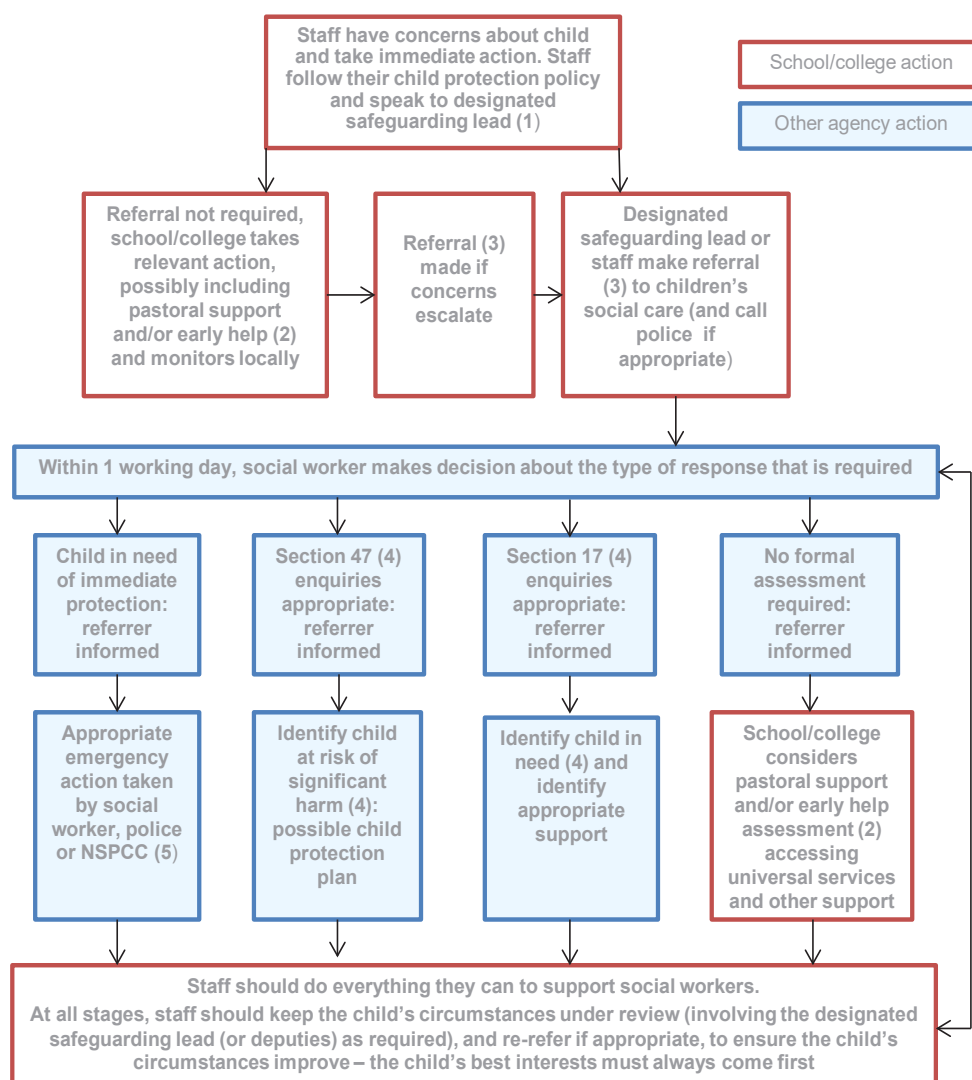 Staff have concerns about child
and take immediate action. Staff
follow their child protection policy
and speak to designated
safeguarding lead (1)
School/college action
Other agency action
Referral not required,
school/college takes
relevant action,
possibly including
pastoral support
and/or early help (2)
and monitors locally
Referral (3)
made if
concerns
escalate
Designated
safeguarding lead or
staff make referral
(3) to children’s
social care (and call
police if
appropriate)
Within 1 working day, social worker makes decision about the type of response that is required
Child in need
of immediate
protection:
referrer
informed
Section 47 (4)
enquiries
appropriate:
referrer
informed
Section 17 (4)
enquiries
appropriate:
referrer
informed
No formal
assessment
required:
referrer
informed
Appropriate
emergency
action taken
by social
worker, police
or NSPCC (5)
Identify child
at risk of
significant
harm (4):
possible child
protection
plan
Identify child in
need (4) and
identify
appropriate
support
School/college
considers
pastoral support
and/or early help
assessment (2)
accessing
universal services
and other support
Staff should do everything they can to support social workers.
At all stages, staff should keep the child’s circumstances under review (involving the designated
safeguarding lead (or deputies) as required), and re-refer if appropriate, to ensure the child’s
circumstances improve – the child’s best interests must always come first